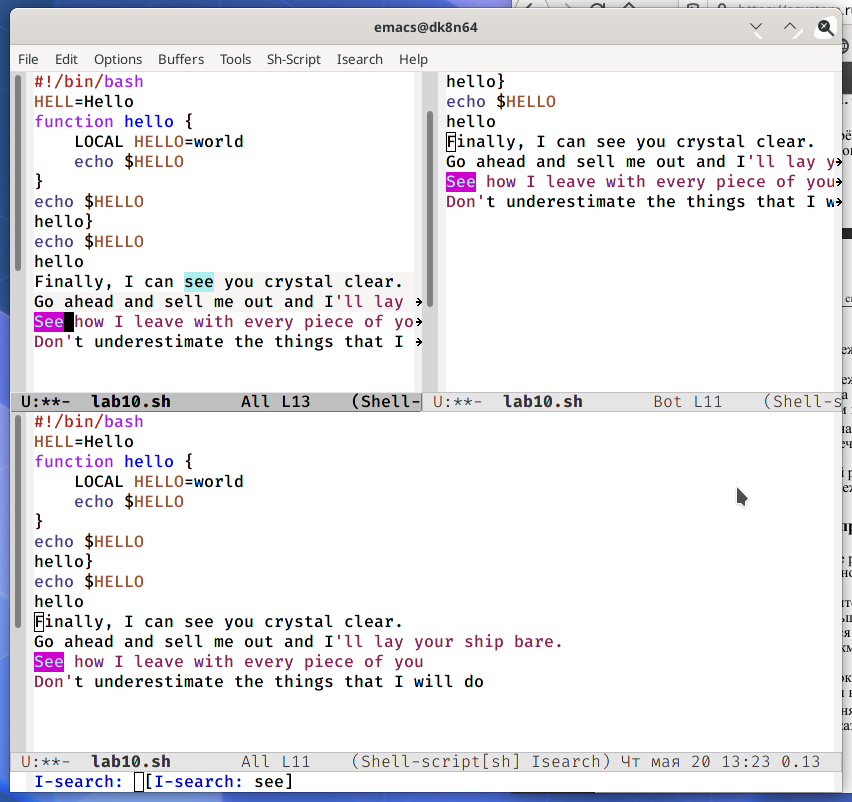 emacs@dk8n64
File Edit Options Buffers Tools Sh-Script Isearch Help
#!/bin/bash
HELL=Hello
function hello {
    LOCAL HELLO=world
    echo $HELLO
}
echo $HELLO
hello}
echo $HELLO
hello
Finally, I can see you crystal clear.
Go ahead and sell me out and I'll lay
See how I leave with every piece of yo
Don't underestimate the things that I
U:**-  lab10.sh       All L13    (Shell-
hello}
echo $HELLO
hello
Finally, I can see you crystal clear.
Go ahead and sell me out and I'll lay y
See how I leave with every piece of you
Don't underestimate the things that I w
U:**-  lab10.sh       Bot L11    (Shell-s
#!/bin/bash
HELL=Hello
function hello {
    LOCAL HELLO=world
    echo $HELLO
}
echo $HELLO
hello}
echo $HELLO
hello
Finally, I can see you crystal clear.
Go ahead and sell me out and I'll lay your ship bare.
See how I leave with every piece of you
Don't underestimate the things that I will do
U:**-  lab10.sh       All L11    (Shell-script[sh] Isearch) Чт мая 20 13:23 0.13
I-search: [I-search: see]